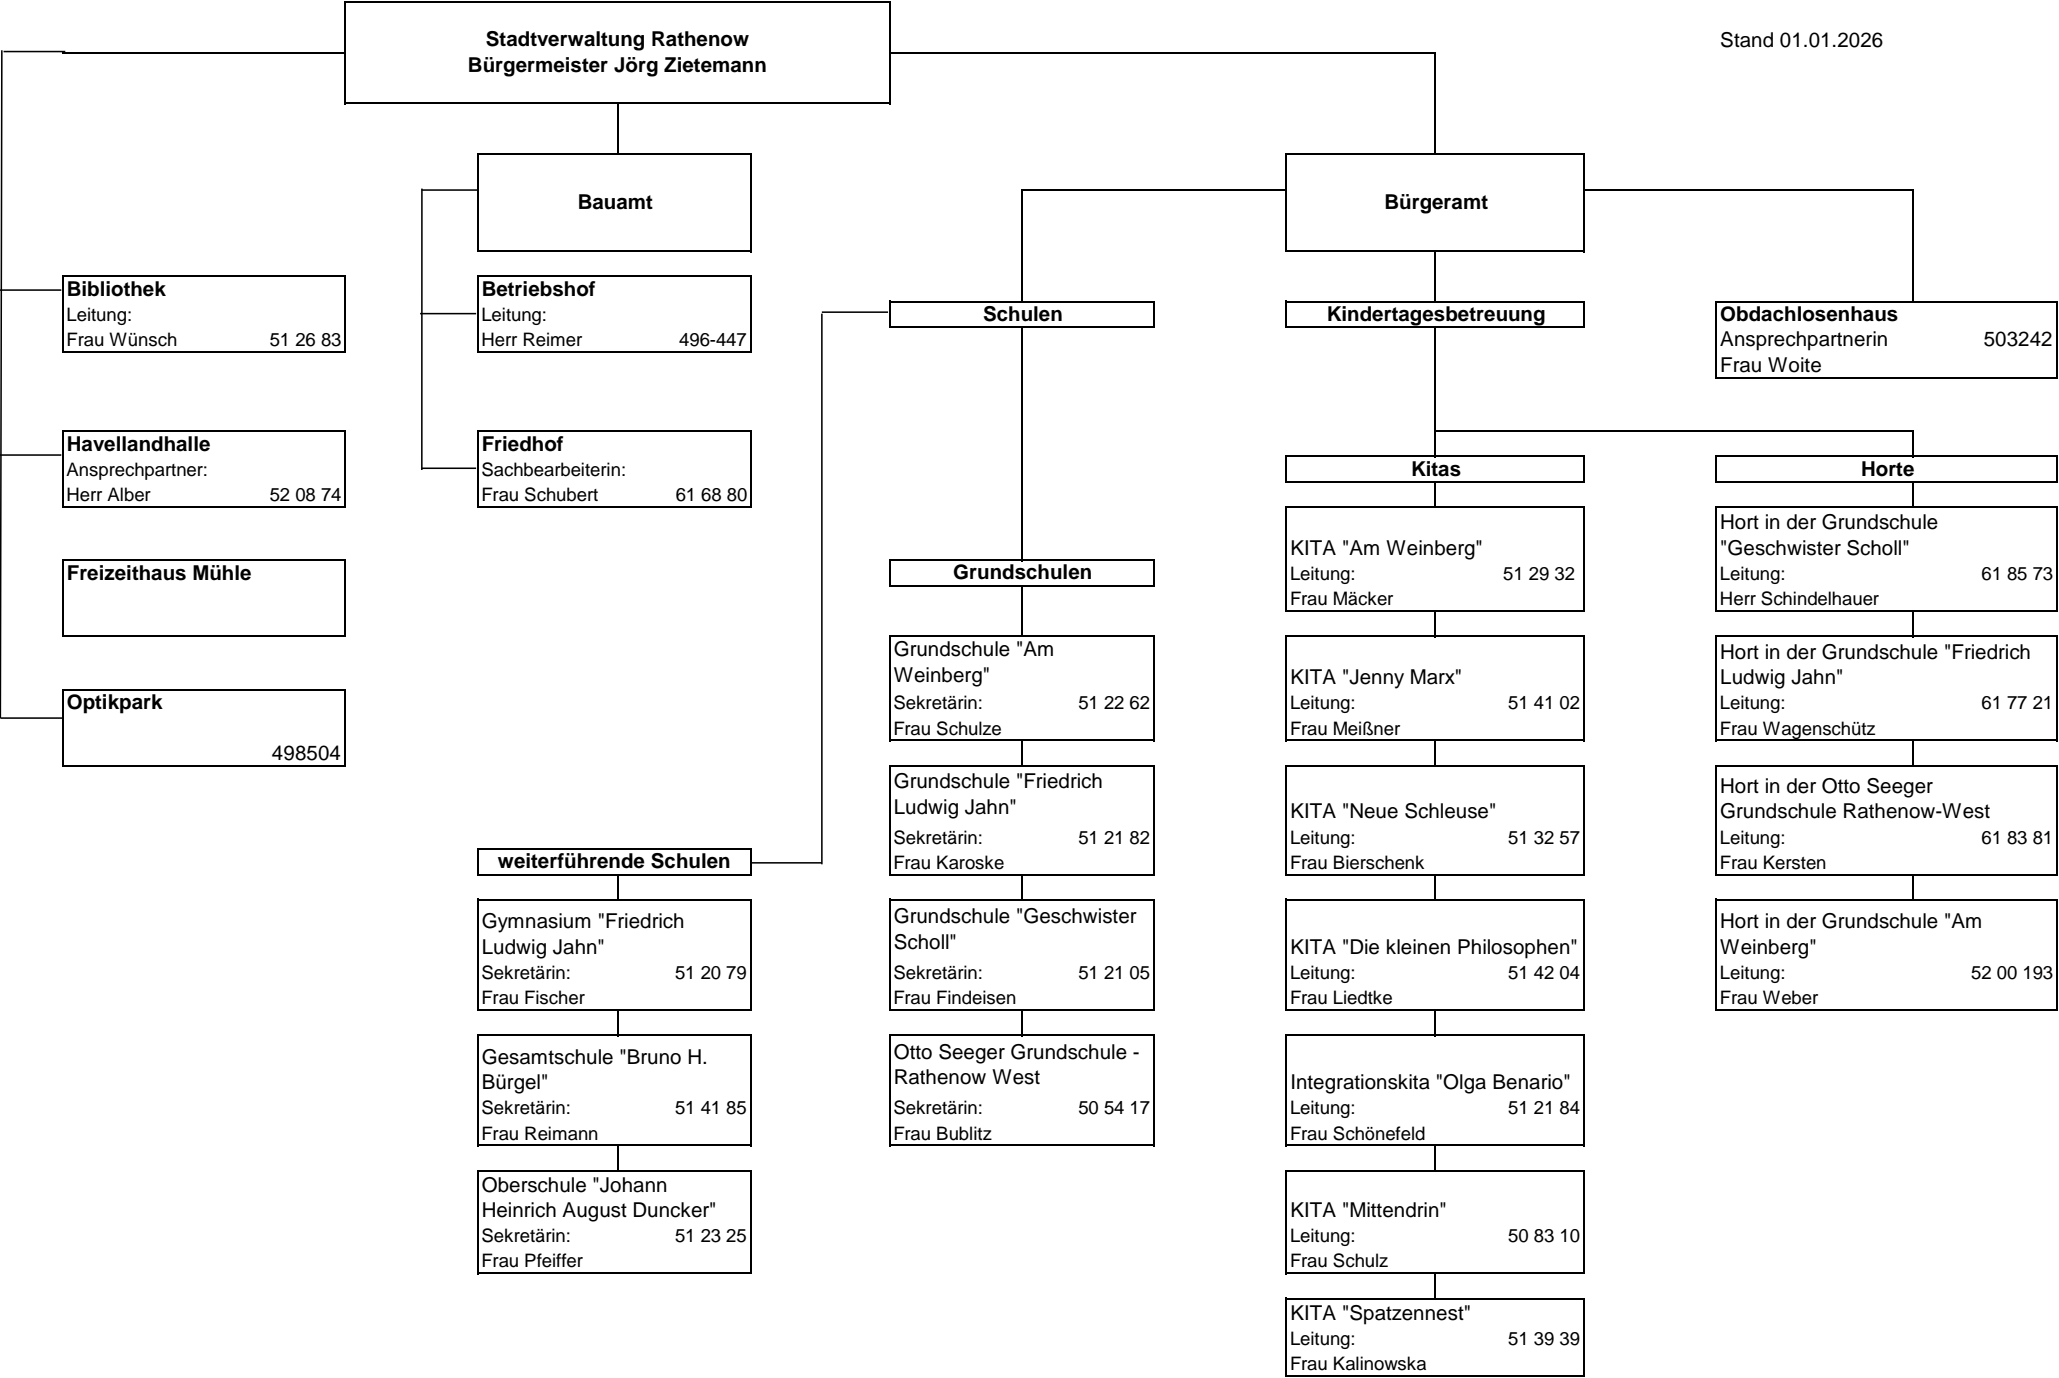 Stadtverwaltung Rathenow
Bürgermeister Jörg Zietemann
Stand 01.01.2026
Bauamt
Bürgeramt
Bibliothek
Leitung:
Frau Wünsch 51 26 83
Havellandhalle
Ansprechpartner:
Herr Alber 52 08 74
Freizeithaus Mühle
Optikpark
498504
Betriebshof
Leitung:
Herr Reimer 496-447
Friedhof
Sachbearbeiterin:
Frau Schubert 61 68 80
Schulen
weiterführende Schulen
Gymnasium "Friedrich
Ludwig Jahn"
Sekretärin: 51 20 79
Frau Fischer
Gesamtschule "Bruno H.
Bürgel"
Sekretärin: 51 41 85
Frau Reimann
Oberschule "Johann
Heinrich August Duncker"
Sekretärin: 51 23 25
Frau Pfeiffer
Grundschulen
Grundschule "Am
Weinberg"
Sekretärin: 51 22 62
Frau Schulze
Grundschule "Friedrich
Ludwig Jahn"
Sekretärin: 51 21 82
Frau Karoske
Grundschule "Geschwister
Scholl"
Sekretärin: 51 21 05
Frau Findeisen
Otto Seeger Grundschule -
Rathenow West
Sekretärin: 50 54 17
Frau Bublitz
Kindertagesbetreuung
Kitas
KITA "Am Weinberg"
Leitung: 51 29 32
Frau Mäcker
KITA "Jenny Marx"
Leitung: 51 41 02
Frau Meißner
KITA "Neue Schleuse"
Leitung: 51 32 57
Frau Bierschenk
KITA "Die kleinen Philosophen"
Leitung: 51 42 04
Frau Liedtke
Integrationskita "Olga Benario"
Leitung: 51 21 84
Frau Schönefeld
KITA "Mittendrin"
Leitung: 50 83 10
Frau Schulz
KITA "Spatzennest"
Leitung: 51 39 39
Frau Kalinowska
Obdachlosenhaus
Ansprechpartnerin 503242
Frau Woite
Horte
Hort in der Grundschule
"Geschwister Scholl"
Leitung: 61 85 73
Herr Schindelhauer
Hort in der Grundschule "Friedrich
Ludwig Jahn"
Leitung: 61 77 21
Frau Wagenschütz
Hort in der Otto Seeger
Grundschule Rathenow-West
Leitung: 61 83 81
Frau Kersten
Hort in der Grundschule "Am
Weinberg"
Leitung: 52 00 193
Frau Weber